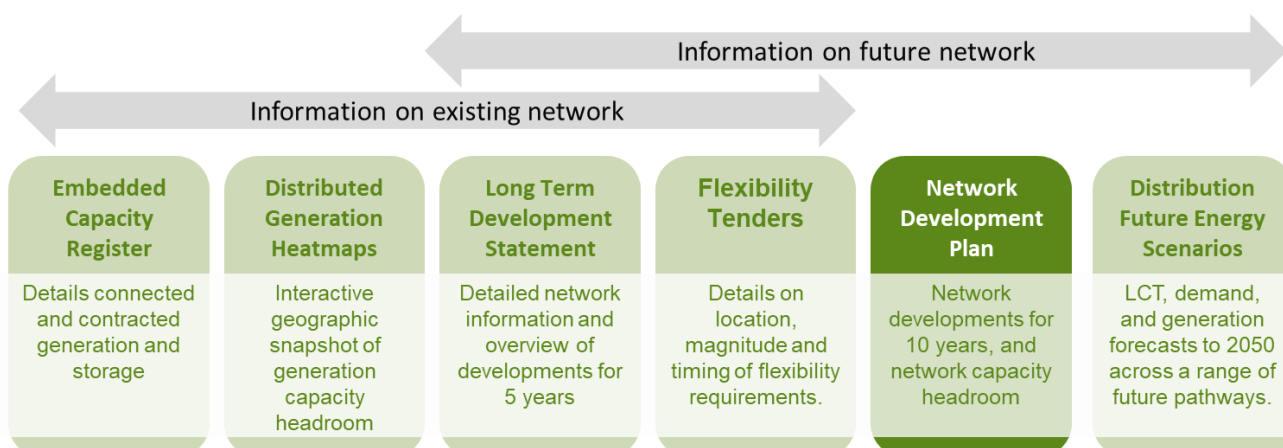 Information on future network
Information on existing network
Embedded
Capacity
Register
Details connected
and contracted
generation and
storage
Distributed
Generation
Heatmaps
Interactive
geographic
snapshot of
generation
capacity
headroom
Long Term
Development
Statement
Detailed network
information and
overview of
developments for
5 years
Flexibility
Tenders
Details on
location,
magnitude and
timing of flexibility
requirements.
Network
Development
Plan
Network
developments for
10 years, and
network capacity
headroom
Distribution
Future Energy
Scenarios
LCT, demand,
and generation
forecasts to 2050
across a range of
future pathways.